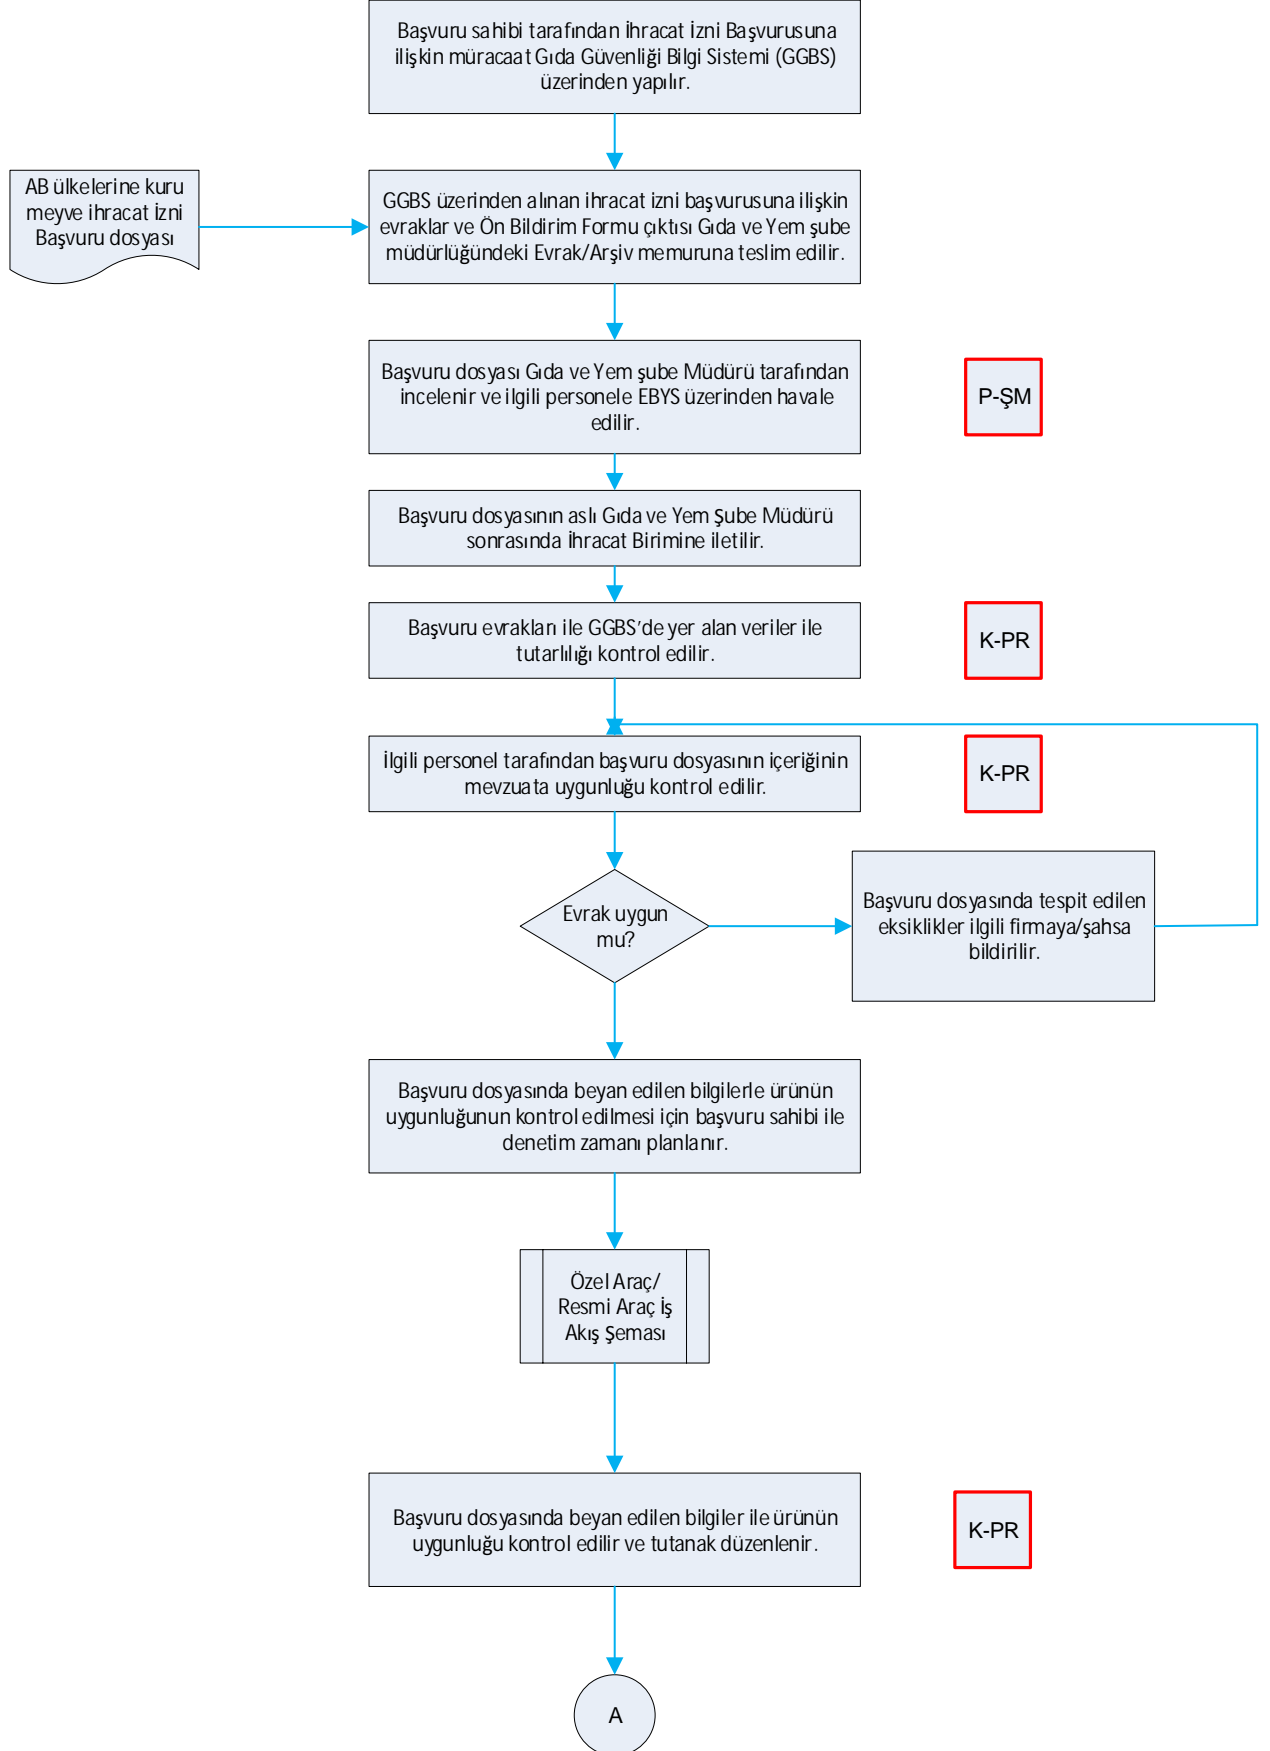 Başvuru sahibi tarafından İhracat İzni Başvurusuna
ilişkin müracaat Gıda Güvenliği Bilgi Sistemi (GGBS)
üzerinden yapılır.
AB ülkelerine kuru
meyve ihracat İzni
Başvuru dosyası
GGBS üzerinden alınan ihracat izni başvurusuna ilişkin
evraklar ve Ön Bildirim Formu çıktısı Gıda ve Yem şube
müdürlüğündeki Evrak/Arşiv memuruna teslim edilir.
Başvuru dosyası Gıda ve Yem şube Müdürü tarafından
incelenir ve ilgili personele EBYS üzerinden havale
edilir.
P-ŞM
Başvuru dosyasının aslı Gıda ve Yem Şube Müdürü
sonrasında İhracat Birimine iletilir.
Başvuru evrakları ile GGBS’de yer alan veriler ile
tutarlılığı kontrol edilir.
K-PR
İlgili personel tarafından başvuru dosyasının içeriğinin
mevzuata uygunluğu kontrol edilir.
K-PR
Evrak uygun
mu?
Başvuru dosyasında tespit edilen
eksiklikler ilgili firmaya/şahsa
bildirilir.
Başvuru dosyasında beyan edilen bilgilerle ürünün
uygunluğunun kontrol edilmesi için başvuru sahibi ile
denetim zamanı planlanır.
Özel Araç/
Resmi Araç İş
Akış Şeması
Başvuru dosyasında beyan edilen bilgiler ile ürünün
uygunluğu kontrol edilir ve tutanak düzenlenir.
K-PR
A